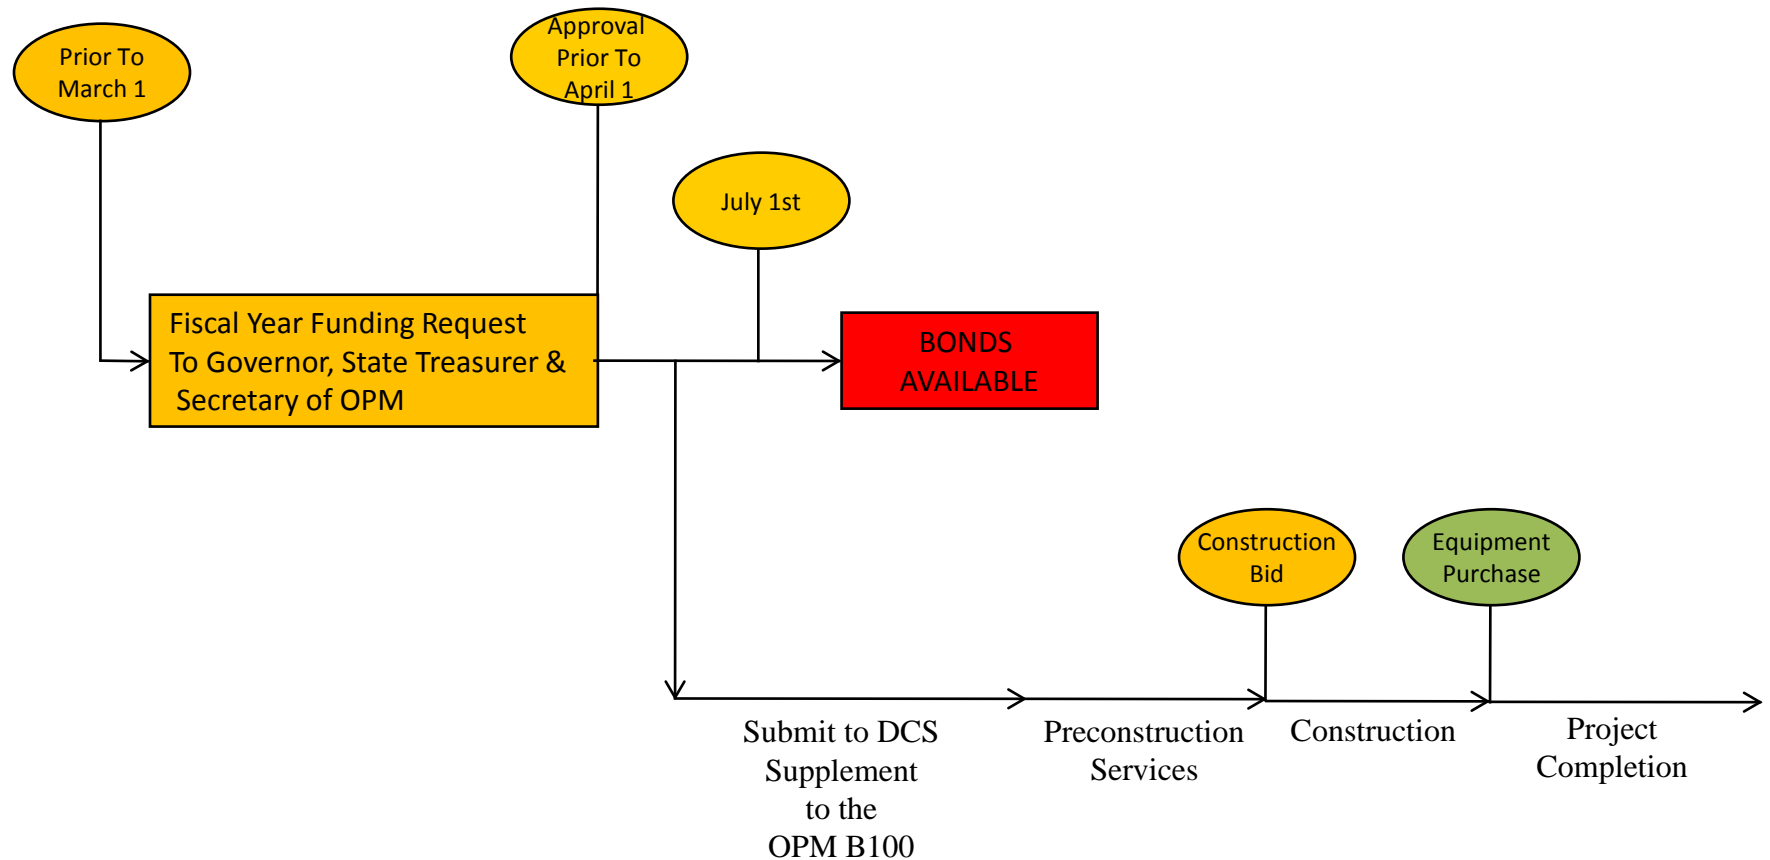 Prior To
March 1
Approval
Prior To
April 1
July 1st
Fiscal Year Funding Request
To Governor, State Treasurer &
Secretary of OPM
BONDS
AVAILABLE
Construction
Bid
Equipment
Purchase
Submit to DCS
Supplement
to the
OPM B100
Preconstruction
Services
Construction
Project
Completion